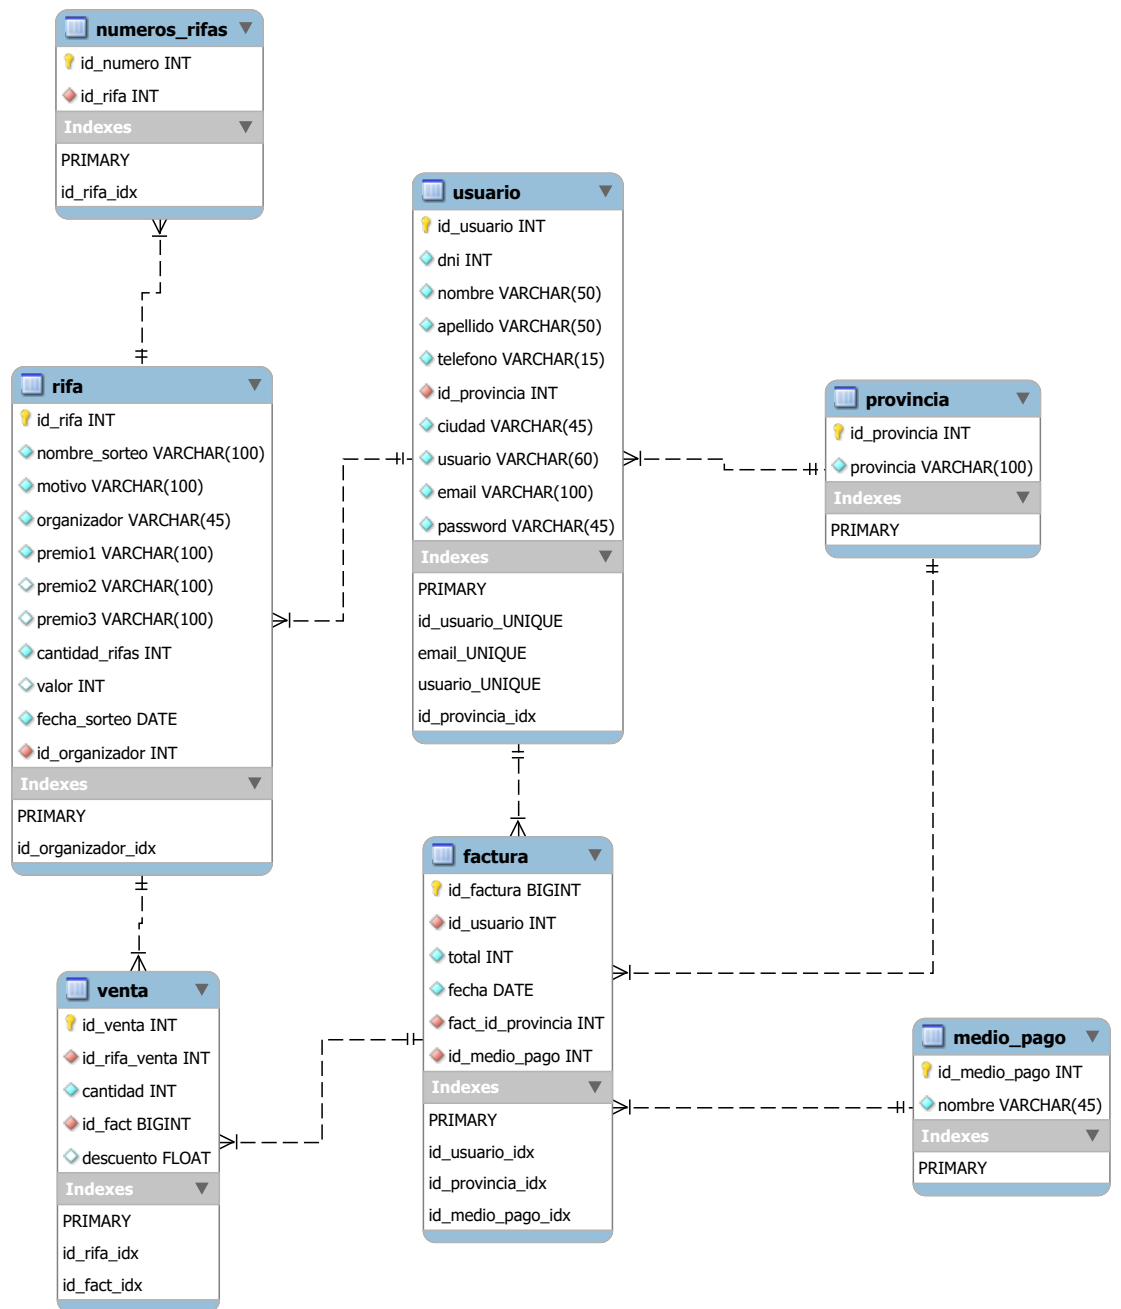 numeros_rifas
id_numero INT
id_rifa INT
Indexes
PRIMARY
id_rifa_idx
usuario
id_usuario INT
dni INT
nombre VARCHAR(50)
apellido VARCHAR(50)
telefono VARCHAR(15)
id_provincia INT
ciudad VARCHAR(45)
usuario VARCHAR(60)
email VARCHAR(100)
password VARCHAR(45)
Indexes
PRIMARY
id_usuario_UNIQUE
email_UNIQUE
usuario_UNIQUE
id_provincia_idx
rifa
id_rifa INT
nombre_sorteo VARCHAR(100)
motivo VARCHAR(100)
organizador VARCHAR(45)
premio1 VARCHAR(100)
premio2 VARCHAR(100)
premio3 VARCHAR(100)
cantidad_rifas INT
valor INT
fecha_sorteo DATE
id_organizador INT
Indexes
PRIMARY
id_organizador_idx
provincia
id_provincia INT
provincia VARCHAR(100)
Indexes
PRIMARY
factura
id_factura BIGINT
id_usuario INT
total INT
fecha DATE
fact_id_provincia INT
id_medio_pago INT
Indexes
PRIMARY
id_usuario_idx
id_provincia_idx
id_medio_pago_idx
venta
id_venta INT
id_rifa_venta INT
cantidad INT
id_fact BIGINT
descuento FLOAT
Indexes
PRIMARY
id_rifa_idx
id_fact_idx
medio_pago
id_medio_pago INT
nombre VARCHAR(45)
Indexes
PRIMARY